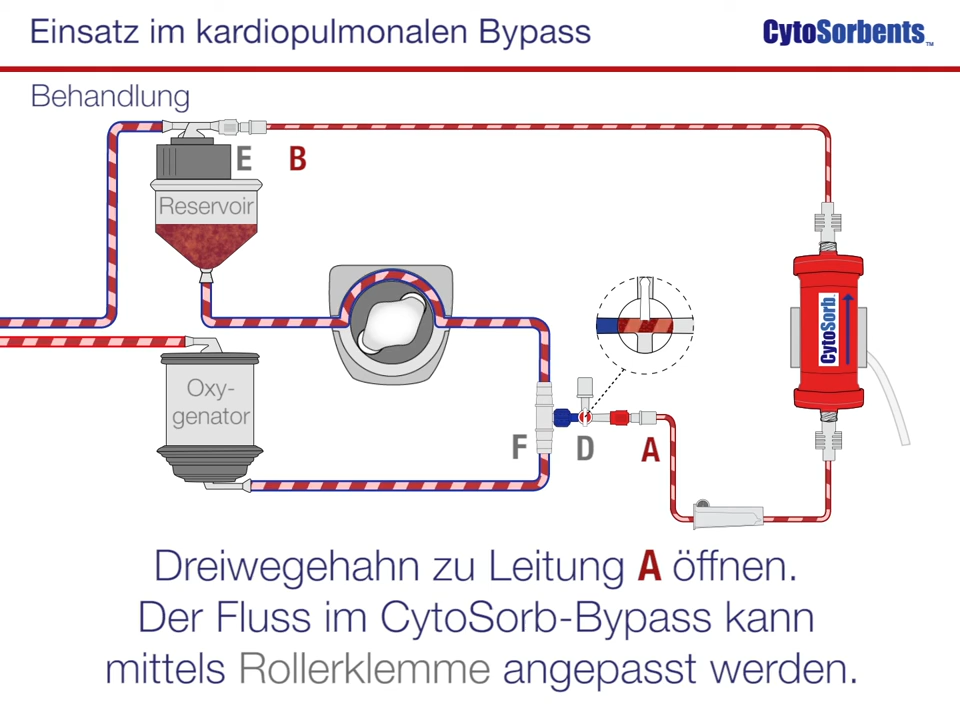 Einsatz im kardiopulmonalen Bypass
CytoSorbents™
Behandlung
E B
Reservoir
CytoSorb
Oxy-
genator
F D A
Dreiwegehahn zu Leitung A öffnen.
Der Fluss im CytoSorb-Bypass kann
mittels Rollerklemme angepasst werden.